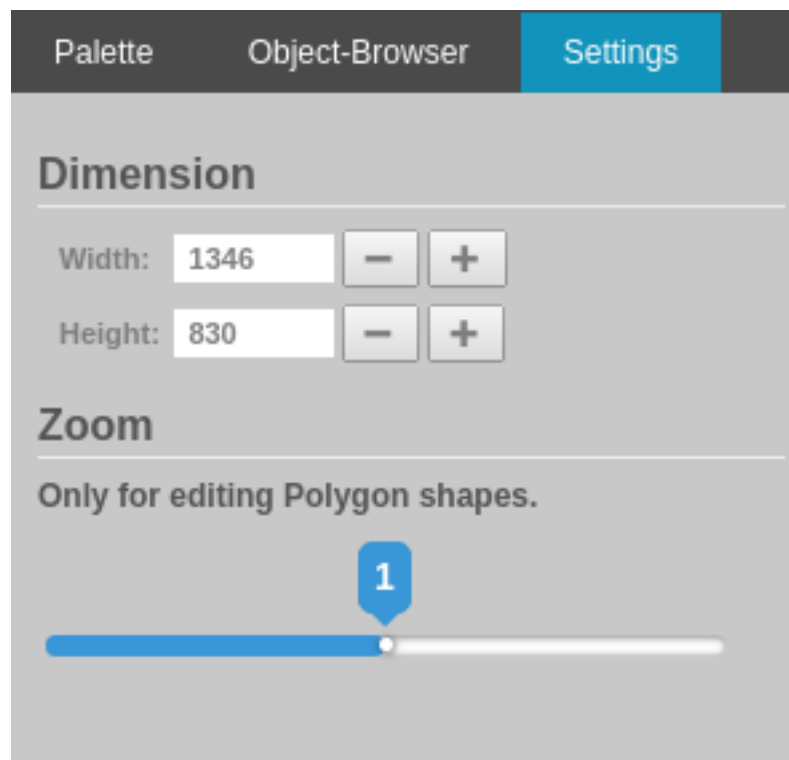 Palette Object-Browser Settings
Dimension
Width: 1346 − +
Height: 830 − +
Zoom
Only for editing Polygon shapes.
1